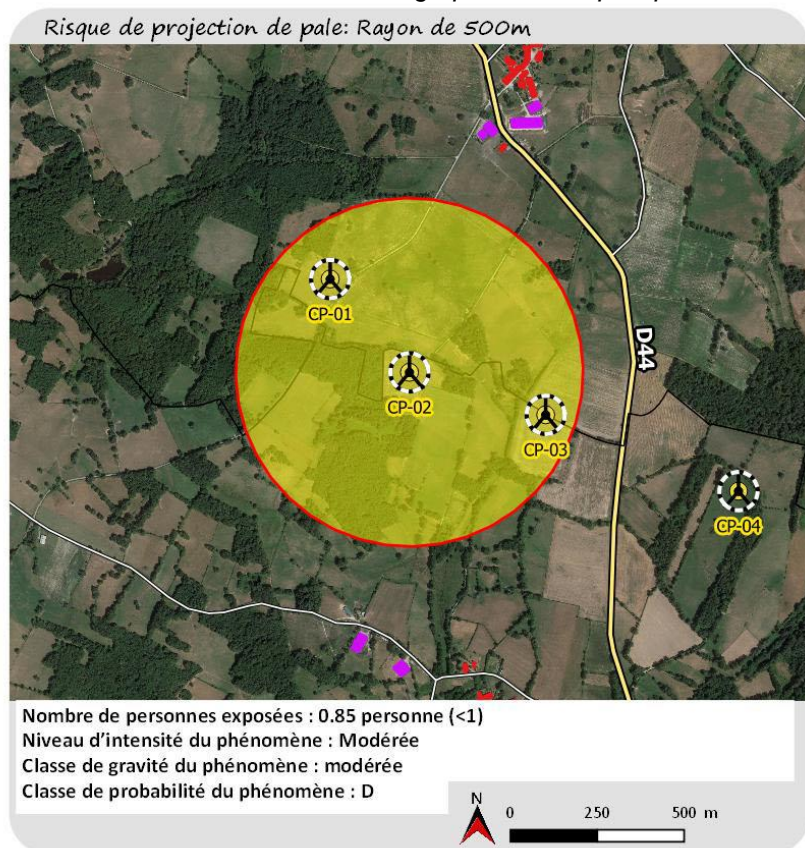 Risque de projection de pale: Rayon de 500m
CP-01
CP-02
D44
CP-03
CP-04
Nombre de personnes exposées : 0.85 personne (<1)
Niveau d'intensité du phénomène : Modérée
Classe de gravité du phénomène : modérée
Classe de probabilité du phénomène : D
N
0 250 500 m